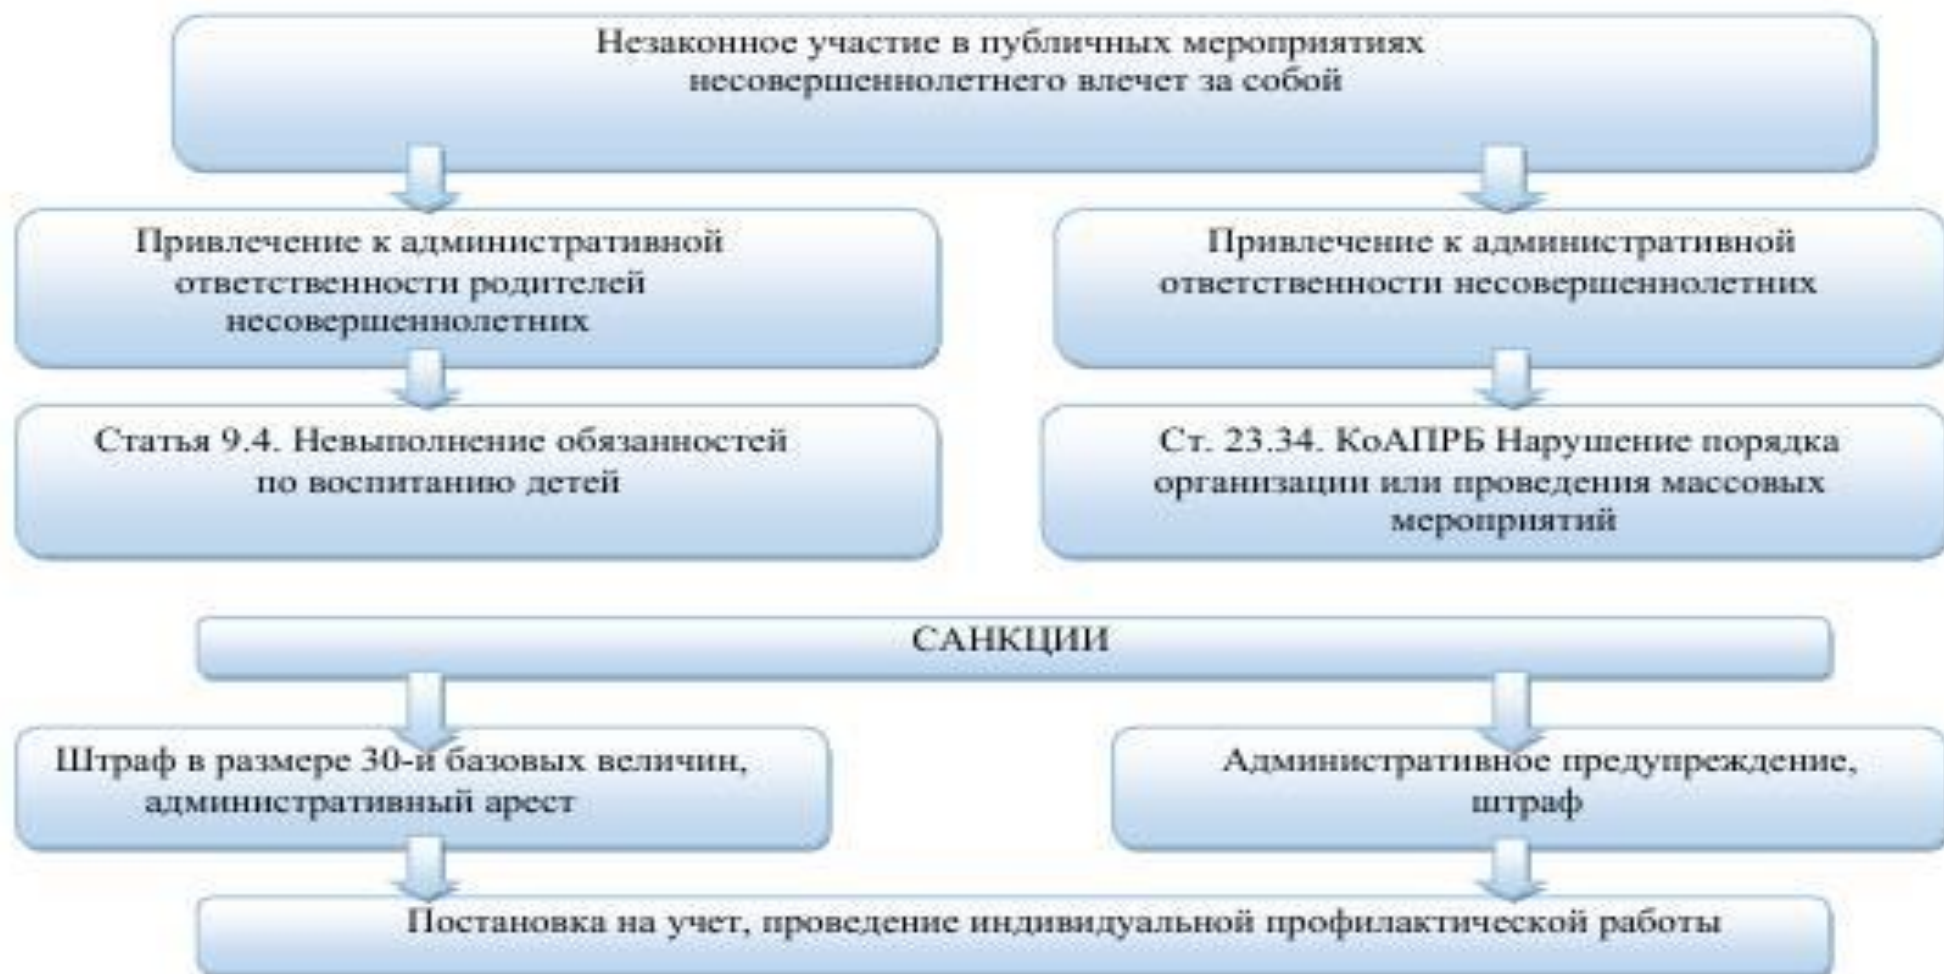 Незаконное участие в публичных мероприятиях
несовершеннолетнего влечет за собой
Привлечение к административной
ответственности родителей
несовершеннолетних
Привлечение к административной
ответственности несовершеннолетних
Статья 9.4. Невыполнение обязанностей
по воспитанию детей
Ст. 23.34. КоАПРБ Нарушение порядка
организации или проведения массовых
мероприятий
САНКЦИИ
Штраф в размере 30-и базовых величин,
административный арест
Административное предупреждение,
штраф
Постановка на учет, проведение индивидуальной профилактической работы